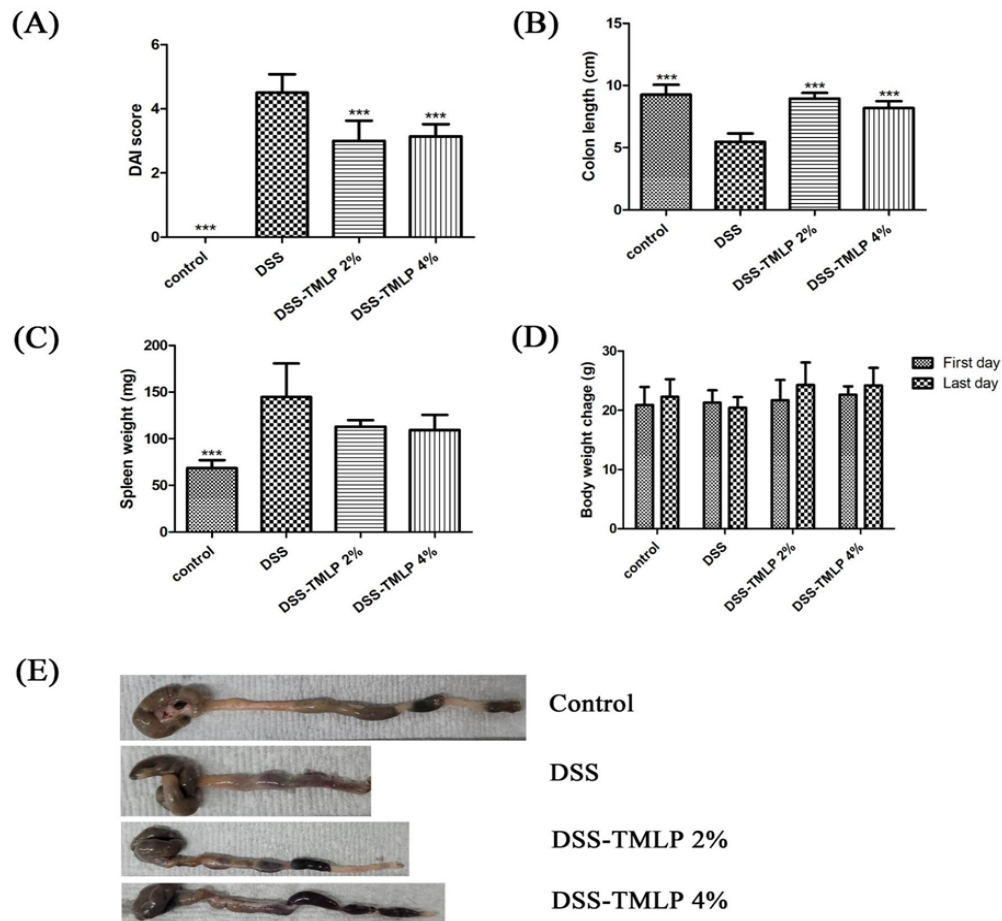 (A)
DAI score
6
4
2
0
***
***
***
control
DSS
DSS-TMLP 2%
DSS-TMLP 4%
(B)
Colon length (cm)
15
10
5
0
***
***
***
control
DSS
DSS-TMLP 2%
DSS-TMLP 4%
(C)
Spleen weight (mg)
200
150
100
50
0
***
control
DSS
DSS-TMLP 2%
DSS-TMLP 4%
(D)
Body weight chage (g)
30
20
10
0
control
DSS
DSS-TMLP 2%
DSS-TMLP 4%
First day
Last day
(E)
Control
DSS
DSS-TMLP 2%
DSS-TMLP 4%